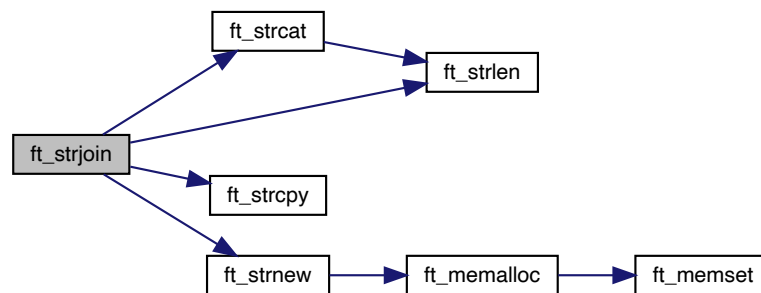 ft_strcat
ft_strlen
ft_strjoin
ft_strcpy
ft_strnew
ft_memalloc
ft_memset